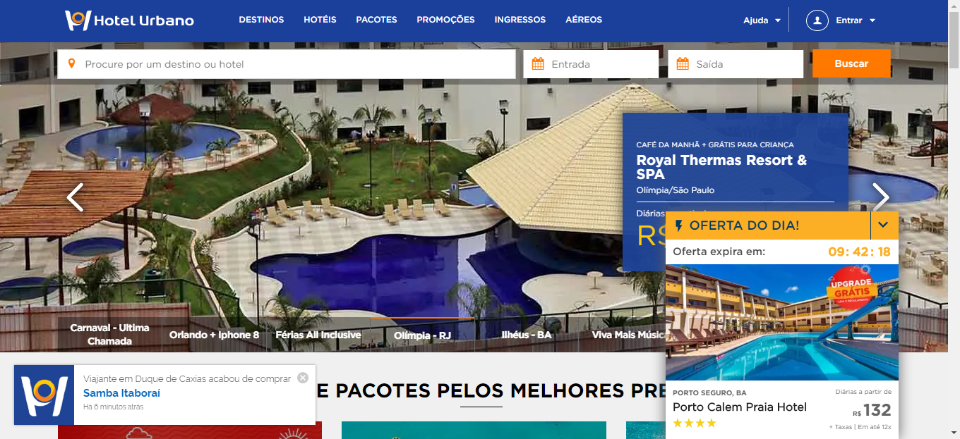 Hotel Urbano
DESTINOS
HOTÉIS
PACOTES
PROMOÇÕES
INGRESSOS
AÉREOS
Ajuda
Entrar
Procure por um destino ou hotel
Entrada
Saída
Buscar
CAFÉ DA MANHÃ + GRÁTIS PARA CRIANÇA
Royal Thermas Resort &
SPA
Olímpia/São Paulo
Diárias
R$
OFERTA DO DIA!
Oferta expira em:
09: 42 : 18
UPGRADE
GRÁTIS
Carnaval - Ultima
Chamada
Orlando + Iphone 8
Férias All Inclusive
Olímpia - RJ
Ilhéus - BA
Viva Mais Músic
Viajante em Duque de Caxias acabou de comprar
Samba Itaboraí
Há 6 minutos atrás
E PACOTES PELOS MELHORES PRE
PORTO SEGURO, BA
Porto Calem Praia Hotel
Diárias a partir de
R$ 132
+ Taxas | Em até 12x